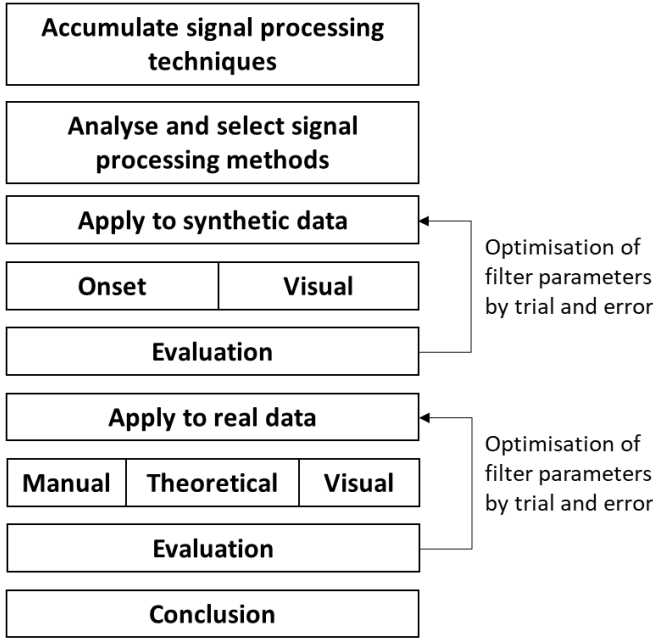 Accumulate signal processing
techniques
Analyse and select signal
processing methods
Apply to synthetic data
Onset
Visual
Optimisation of
filter parameters
by trial and error
Evaluation
Apply to real data
Manual
Theoretical
Visual
Optimisation of
filter parameters
by trial and error
Evaluation
Conclusion